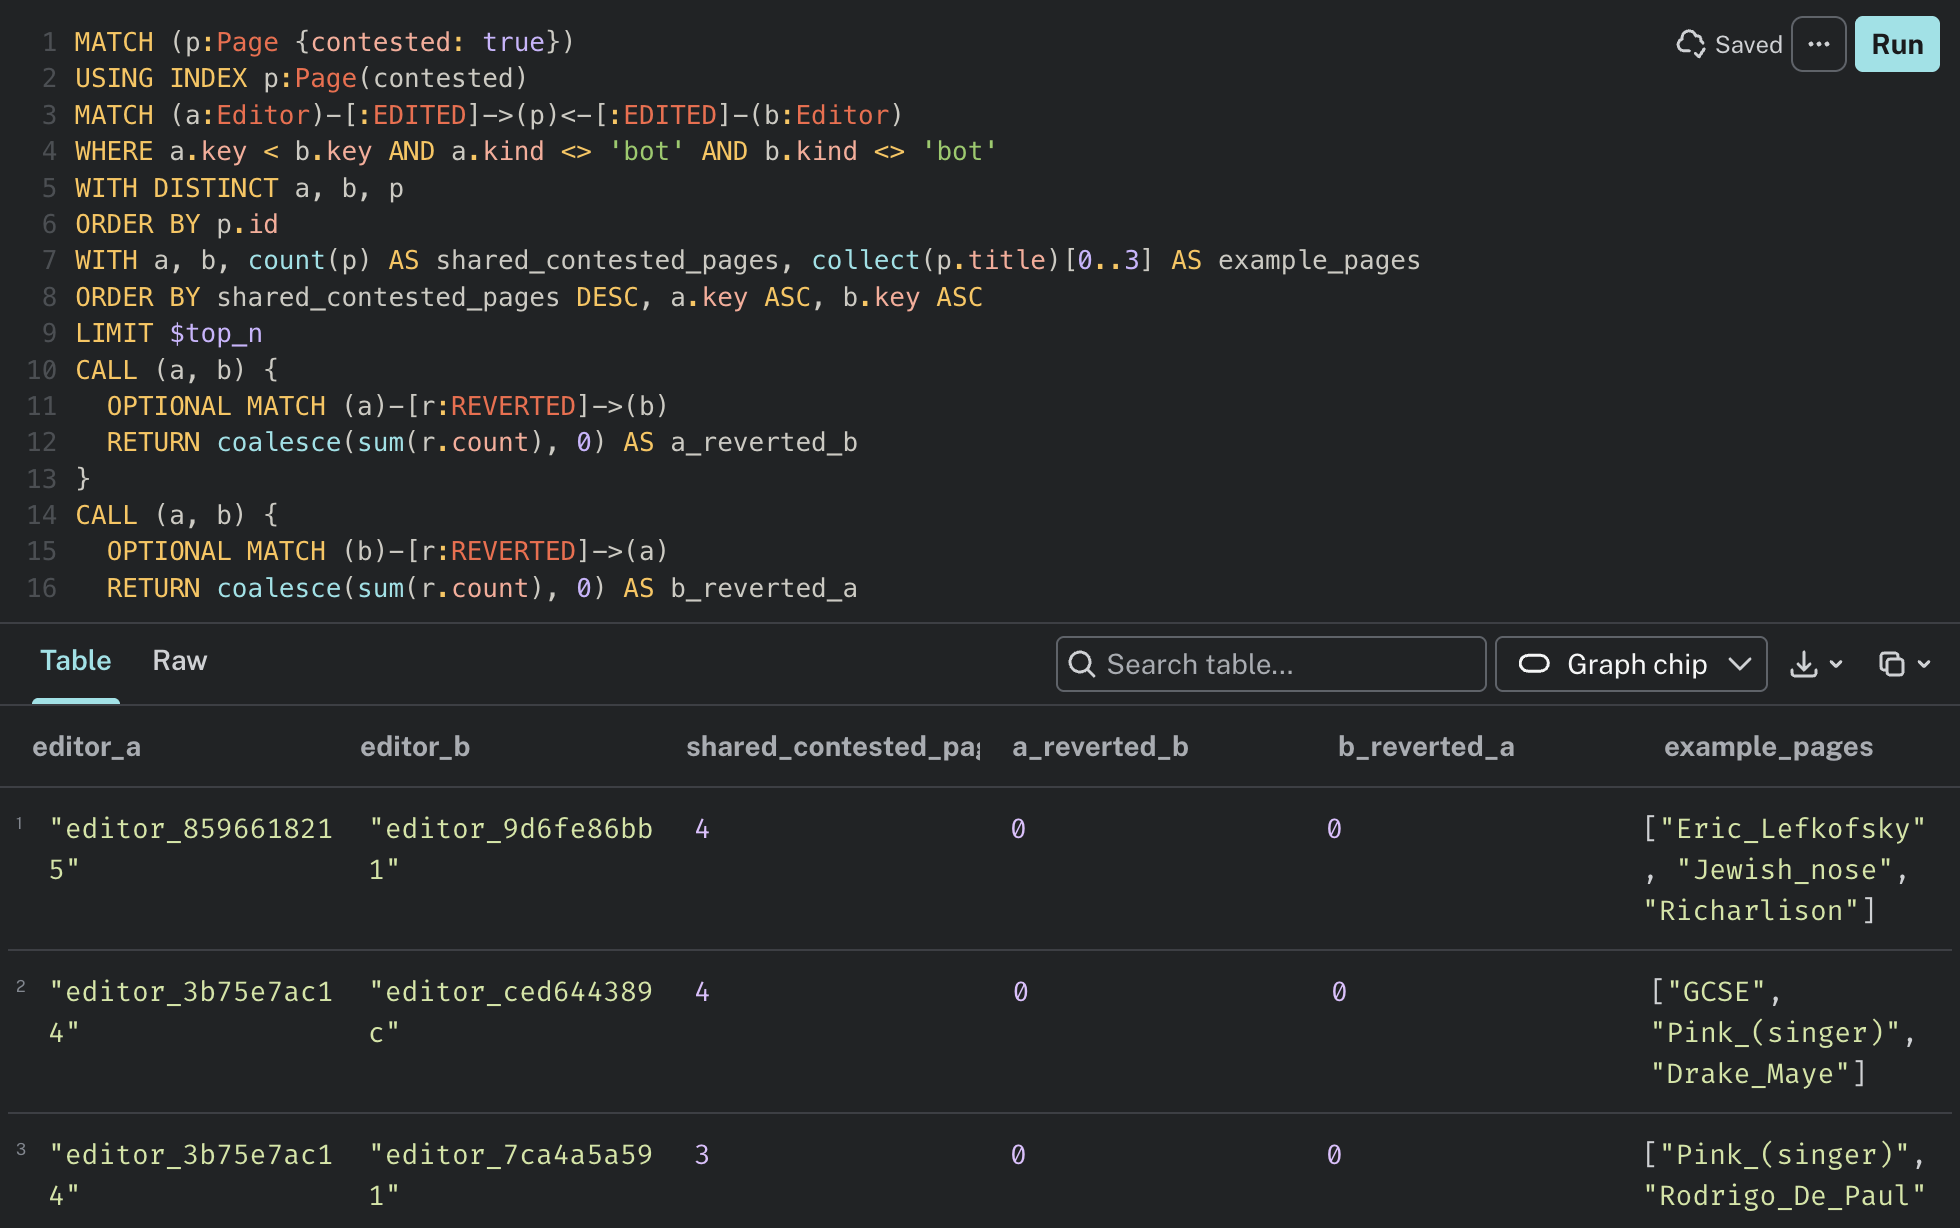 1 MATCH (p:Page {contested: true})
2 USING INDEX p:Page(contested)
3 MATCH (a:Editor)-[:EDITED]->(p)<-[:EDITED]-(b:Editor)
4 WHERE a.key < b.key AND a.kind <> 'bot' AND b.kind <> 'bot'
5 WITH DISTINCT a, b, p
6 ORDER BY p.id
7 WITH a, b, count(p) AS shared_contested_pages, collect(p.title)[0..3] AS example_pages
8 ORDER BY shared_contested_pages DESC, a.key ASC, b.key ASC
9 LIMIT $top_n
10 CALL (a, b) {
11 OPTIONAL MATCH (a)-[r:REVERTED]->(b)
12 RETURN coalesce(sum(r.count), 0) AS a_reverted_b
13 }
14 CALL (a, b) {
15 OPTIONAL MATCH (b)-[r:REVERTED]->(a)
16 RETURN coalesce(sum(r.count), 0) AS b_reverted_a
Saved ... Run
Table Raw Search table... Graph chip
editor_a editor_b shared_contested_pa a_reverted_b b_reverted_a example_pages
1 "editor_859661821 "editor_9d6fe86bb 4 0 0 ["Eric_Lefkofsky"
5" 1" , "Jewish_nose",
"Richarlison"]
2 "editor_3b75e7ac1 "editor_ced644389 4 0 0 ["GCSE",
4" c" "Pink_(singer)",
"Drake_Maye"]
3 "editor_3b75e7ac1 "editor_7ca4a5a59 3 0 0 ["Pink_(singer)",
4" 1" "Rodrigo_De_Paul"